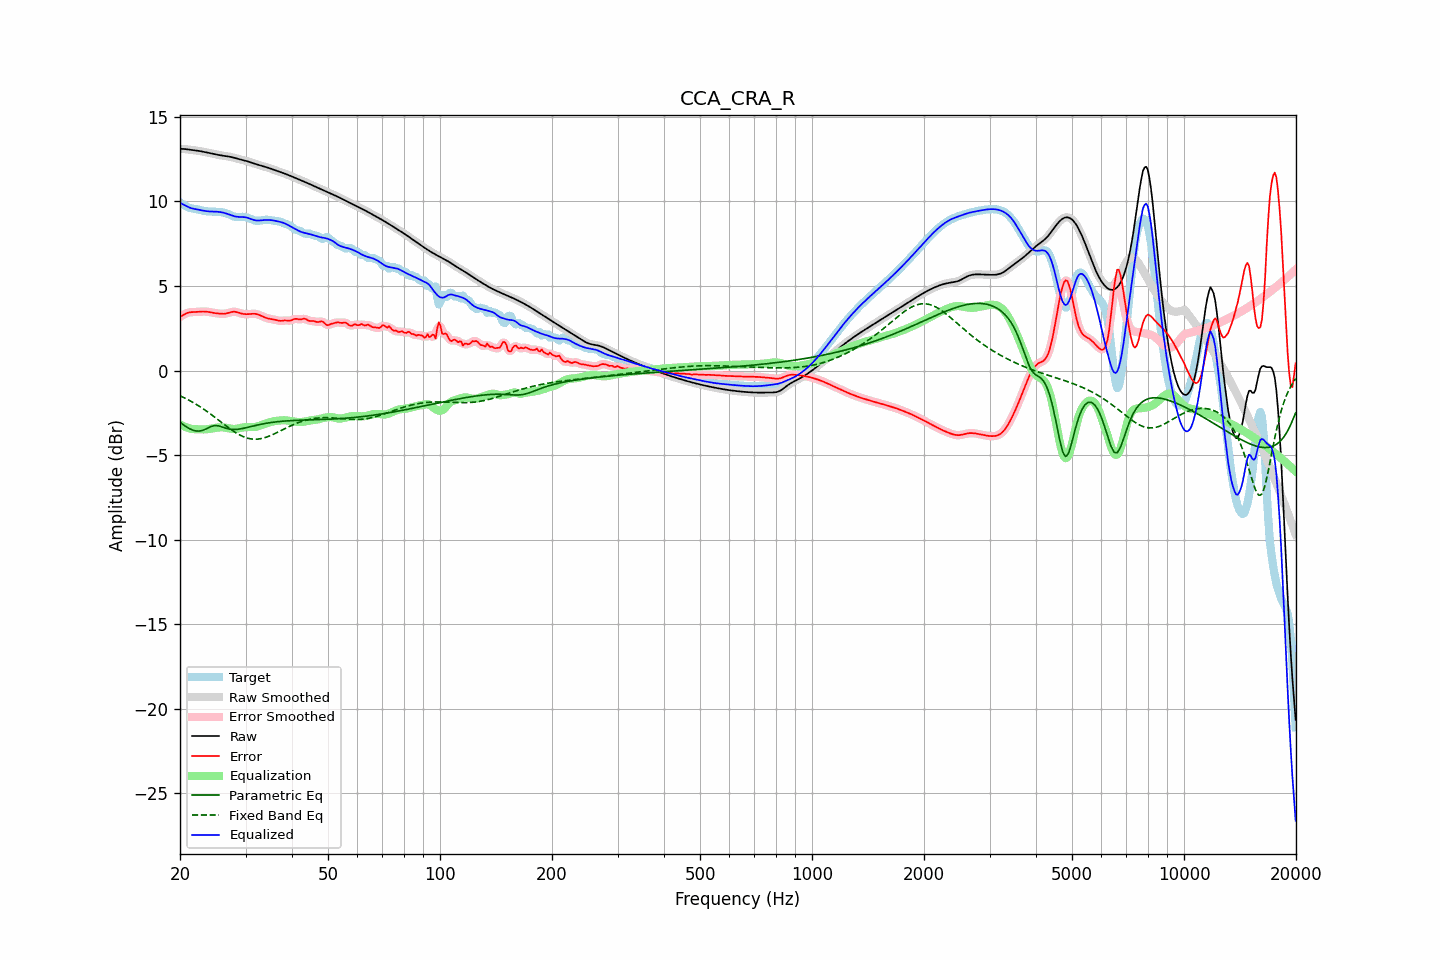 CCA_CRA_R
15
10
5
0
−5
−10
−15
−20
−25
Amplitude (dBr)
Target
Raw Smoothed
Error Smoothed
Raw
Error
Equalization
Parametric Eq
Fixed Band Eq
Equalized
20 50 100 200 500 1000 2000 5000 10000 20000
Frequency (Hz)